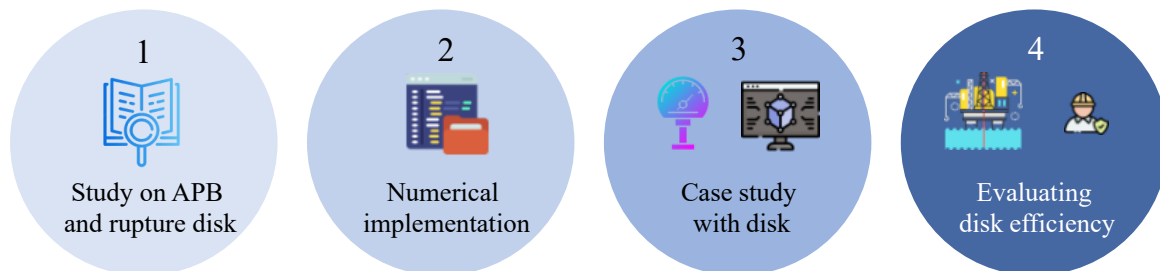 1
Study on APB
and rupture disk
2
Numerical
implementation
3
Case study
with disk
4
Evaluating
disk efficiency